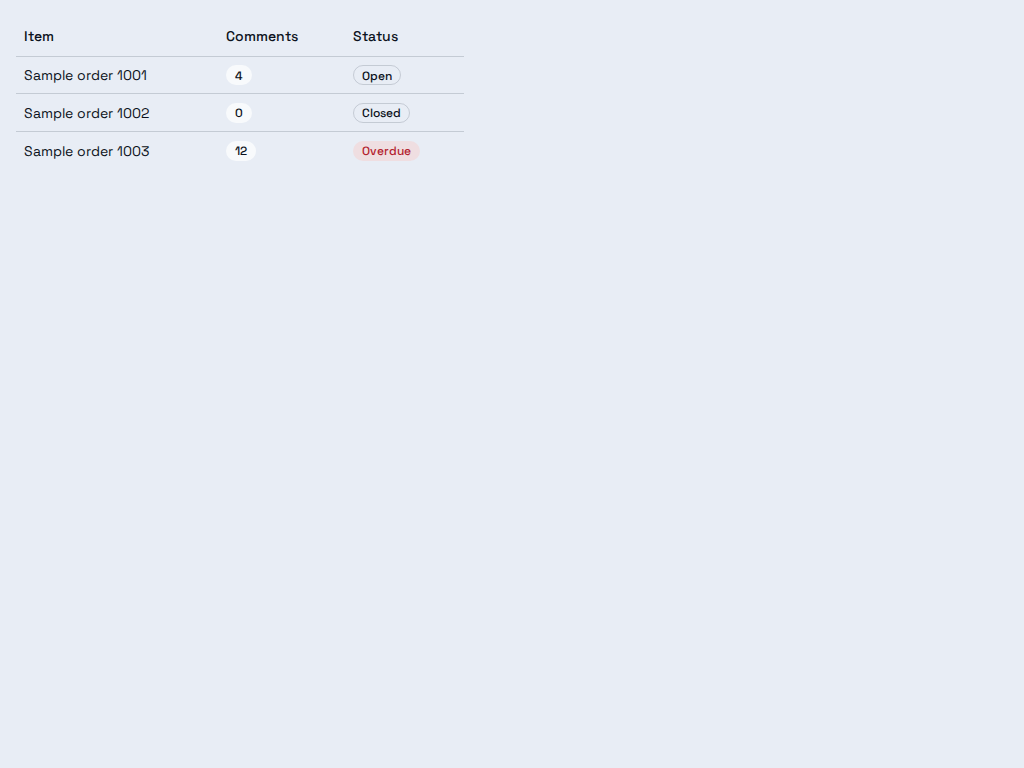 Item Comments Status
Sample order 1001 4 Open
Sample order 1002 0 Closed
Sample order 1003 12 Overdue